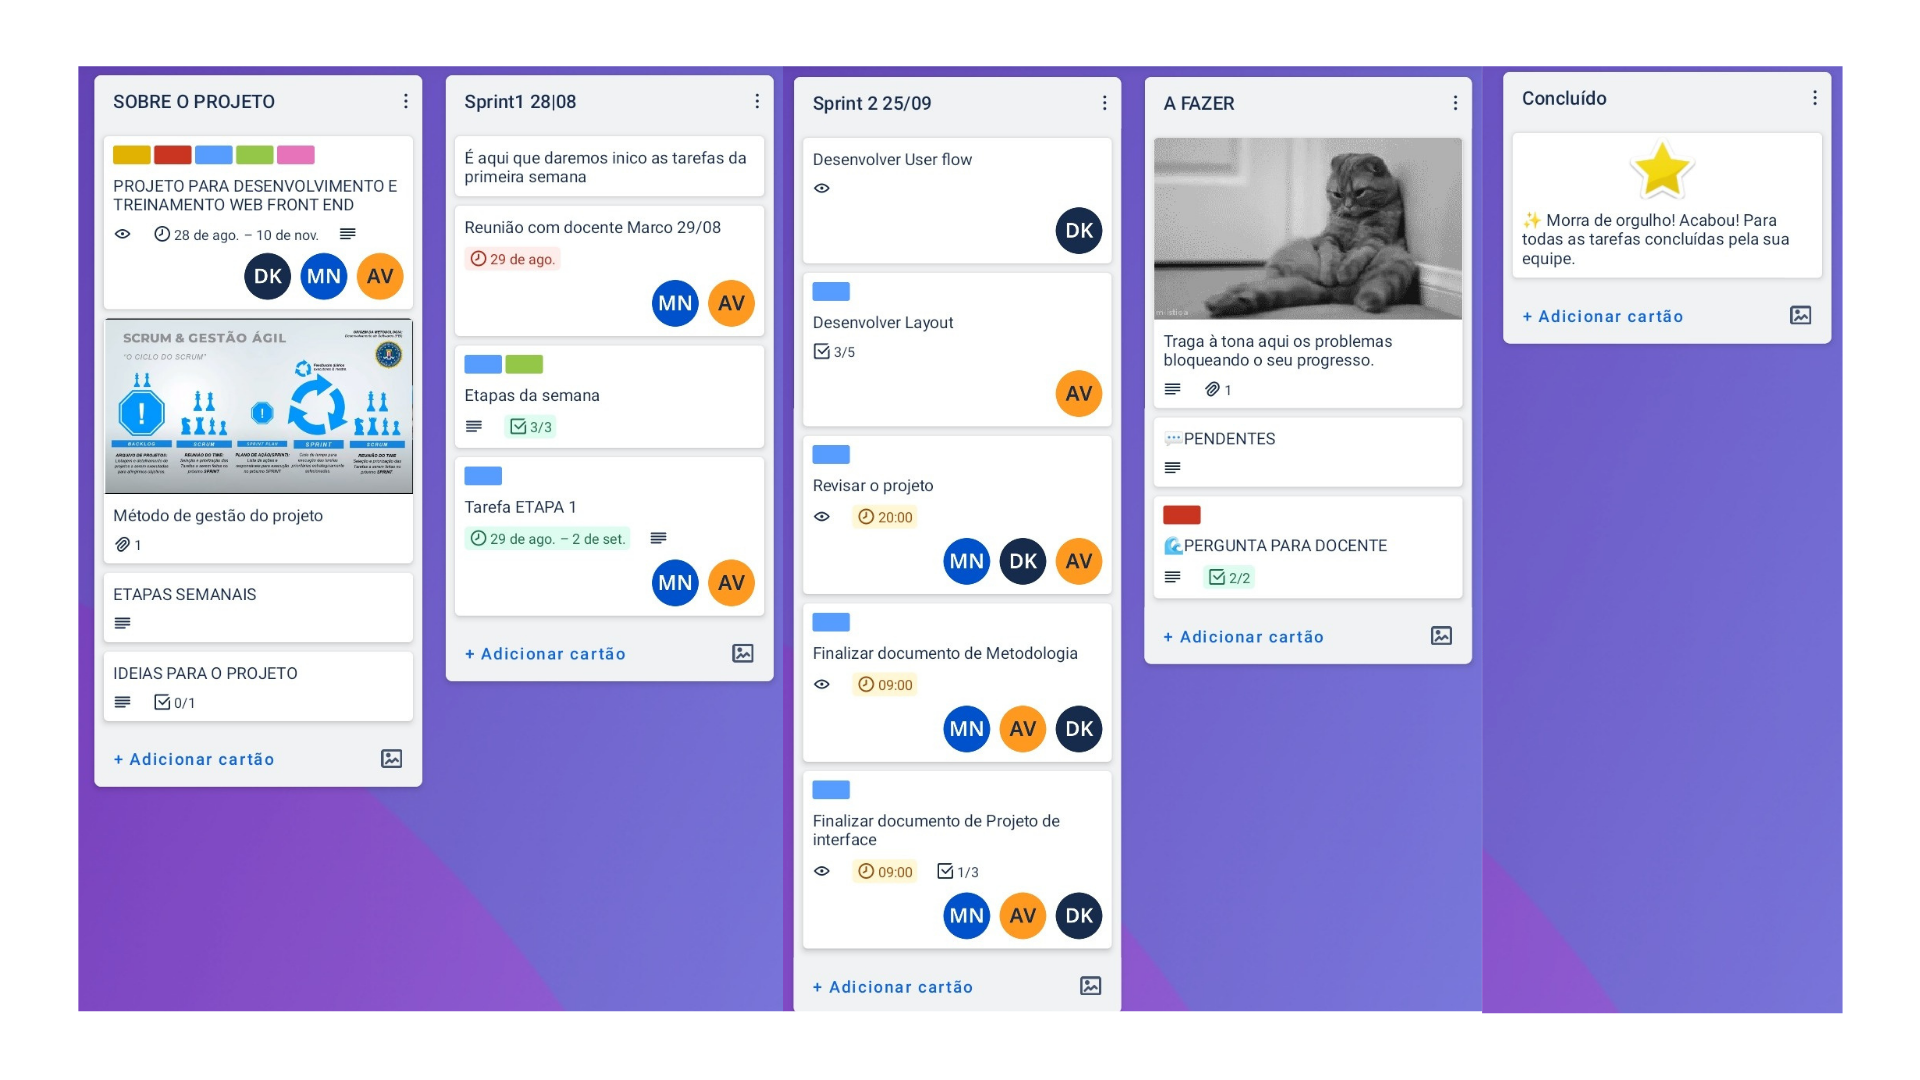 SOBRE O PROJETO
PROJETO PARA DESENVOLVIMENTO E
TREINAMENTO WEB FRONT END
28 de ago. – 10 de nov.
DK MN AV
SCRUM & GESTÃO ÁGIL
"O CICLO DO SCRUM"
BACKLOG SCRUM SPRINT PLAN SPRINT SCRUM
Método de gestão do projeto
1
ETAPAS SEMANAIS
IDEIAS PARA O PROJETO
0/1
+ Adicionar cartão
Sprint1 28|08
É aqui que daremos inico as tarefas da
primeira semana
Reunião com docente Marco 29/08
29 de ago.
MN AV
Etapas da semana
3/3
Tarefa ETAPA 1
29 de ago. – 2 de set.
MN AV
+ Adicionar cartão
Sprint 2 25/09
Desenvolver User flow
DK
Desenvolver Layout
3/5
AV
Revisar o projeto
20:00
MN DK AV
Finalizar documento de Metodologia
09:00
MN AV DK
Finalizar documento de Projeto de
interface
09:00 1/3
MN AV DK
+ Adicionar cartão
A FAZER
Traga à tona aqui os problemas
bloqueando o seu progresso.
1
PENDENTES
PERGUNTA PARA DOCENTE
2/2
+ Adicionar cartão
Concluído
✨ Morra de orgulho! Acabou! Para
todas as tarefas concluídas pela sua
equipe.
+ Adicionar cartão